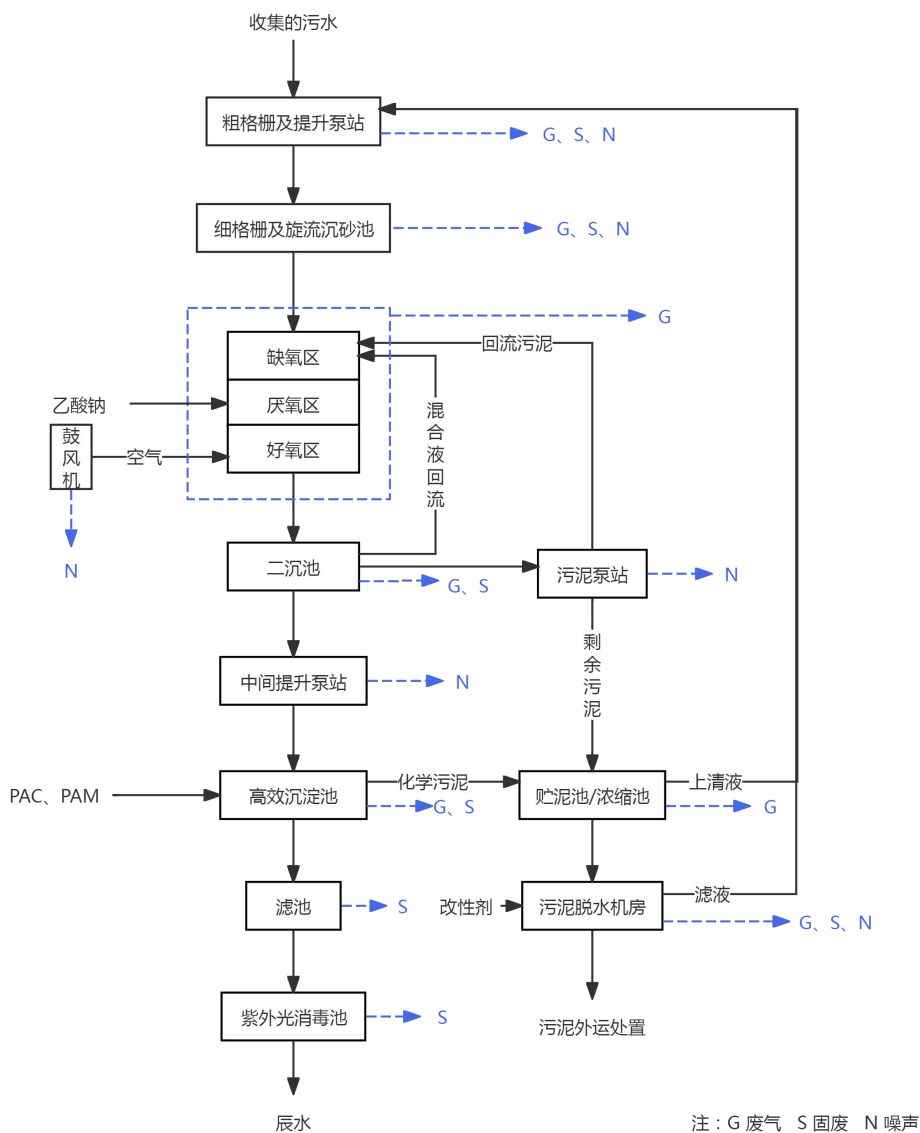 收集的污水
粗格栅及提升泵站
G、S、N
细格栅及旋流沉砂池
G、S、N
G
缺氧区
回流污泥
厌氧区
好氧区
乙酸钠
鼓风机
空气
N
混合液回流
二沉池
G、S
污泥泵站
N
中间提升泵站
N
剩余污泥
PAC、PAM
高效沉淀池
化学污泥
G、S
贮泥池/浓缩池
上清液
G
滤池
S
改性剂
污泥脱水机房
滤液
G、S、N
紫外光消毒池
S
污泥外运处置
辰水
注：G 废气 S 固废 N 噪声